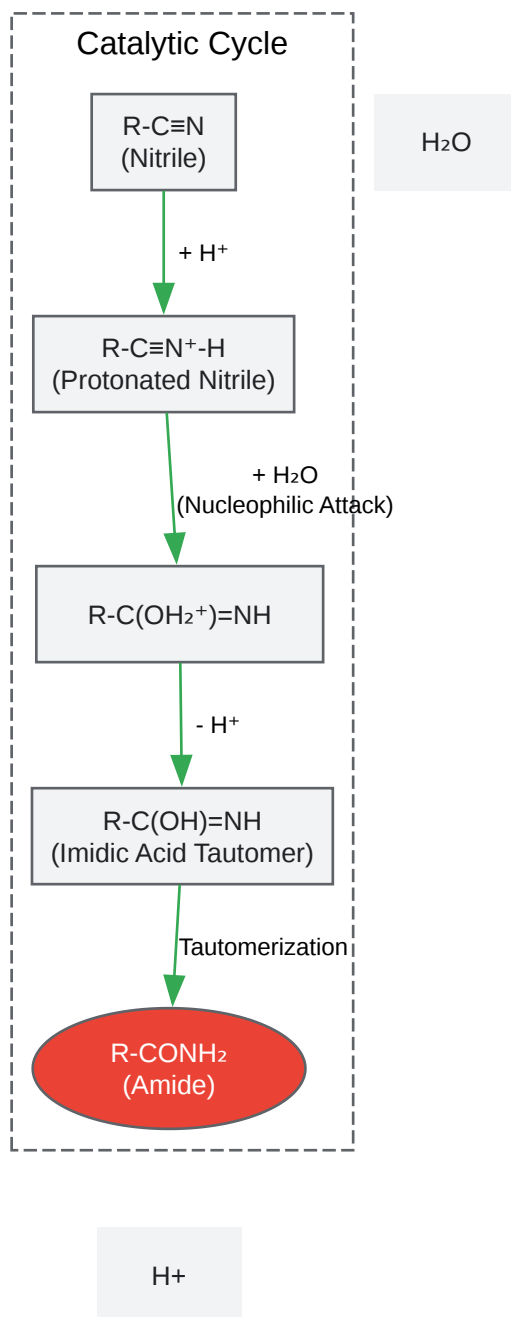 Catalytic Cycle
R-C≡N
(Nitrile)
H₂O
+ H⁺
R-C≡N⁺-H
(Protonated Nitrile)
+ H₂O
(Nucleophilic Attack)
R-C(OH₂⁺)=NH
- H⁺
R-C(OH)=NH
(Imidic Acid Tautomer)
Tautomerization
R-CONH₂
(Amide)
H+